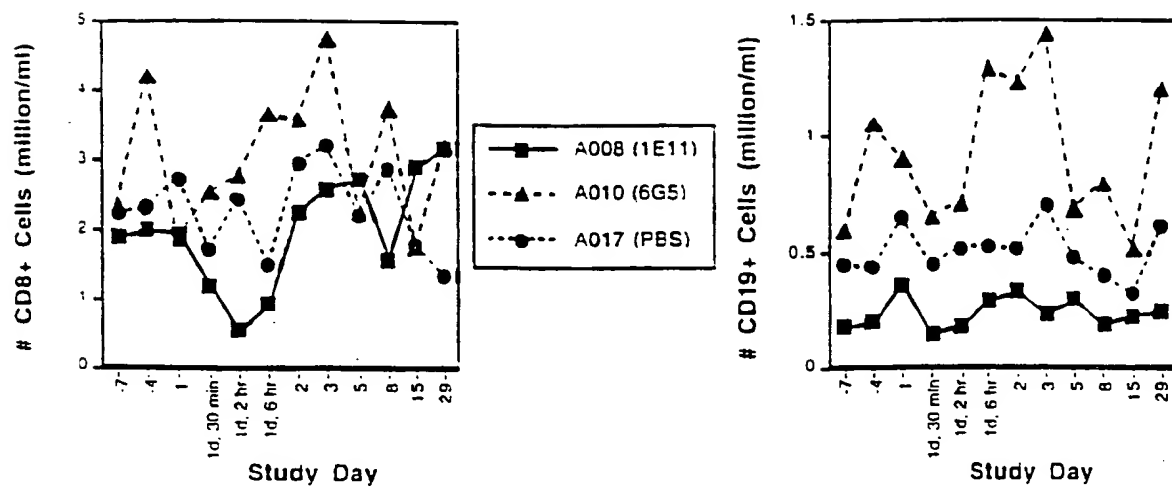 # CD8+ Cells (million/ml)
5
4
3
2
1
0
-7
-4
1
1d, 30 min
1d, 2 hr
1d, 6 hr
2
3
5
8
15
29
Study Day
A008 (1E11)
A010 (6G5)
A017 (PBS)
# CD19+ Cells (million/ml)
1.5
1
0.5
0
-7
-4
1
1d, 30 min
1d, 2 hr
1d, 6 hr
2
3
5
8
15
29
Study Day